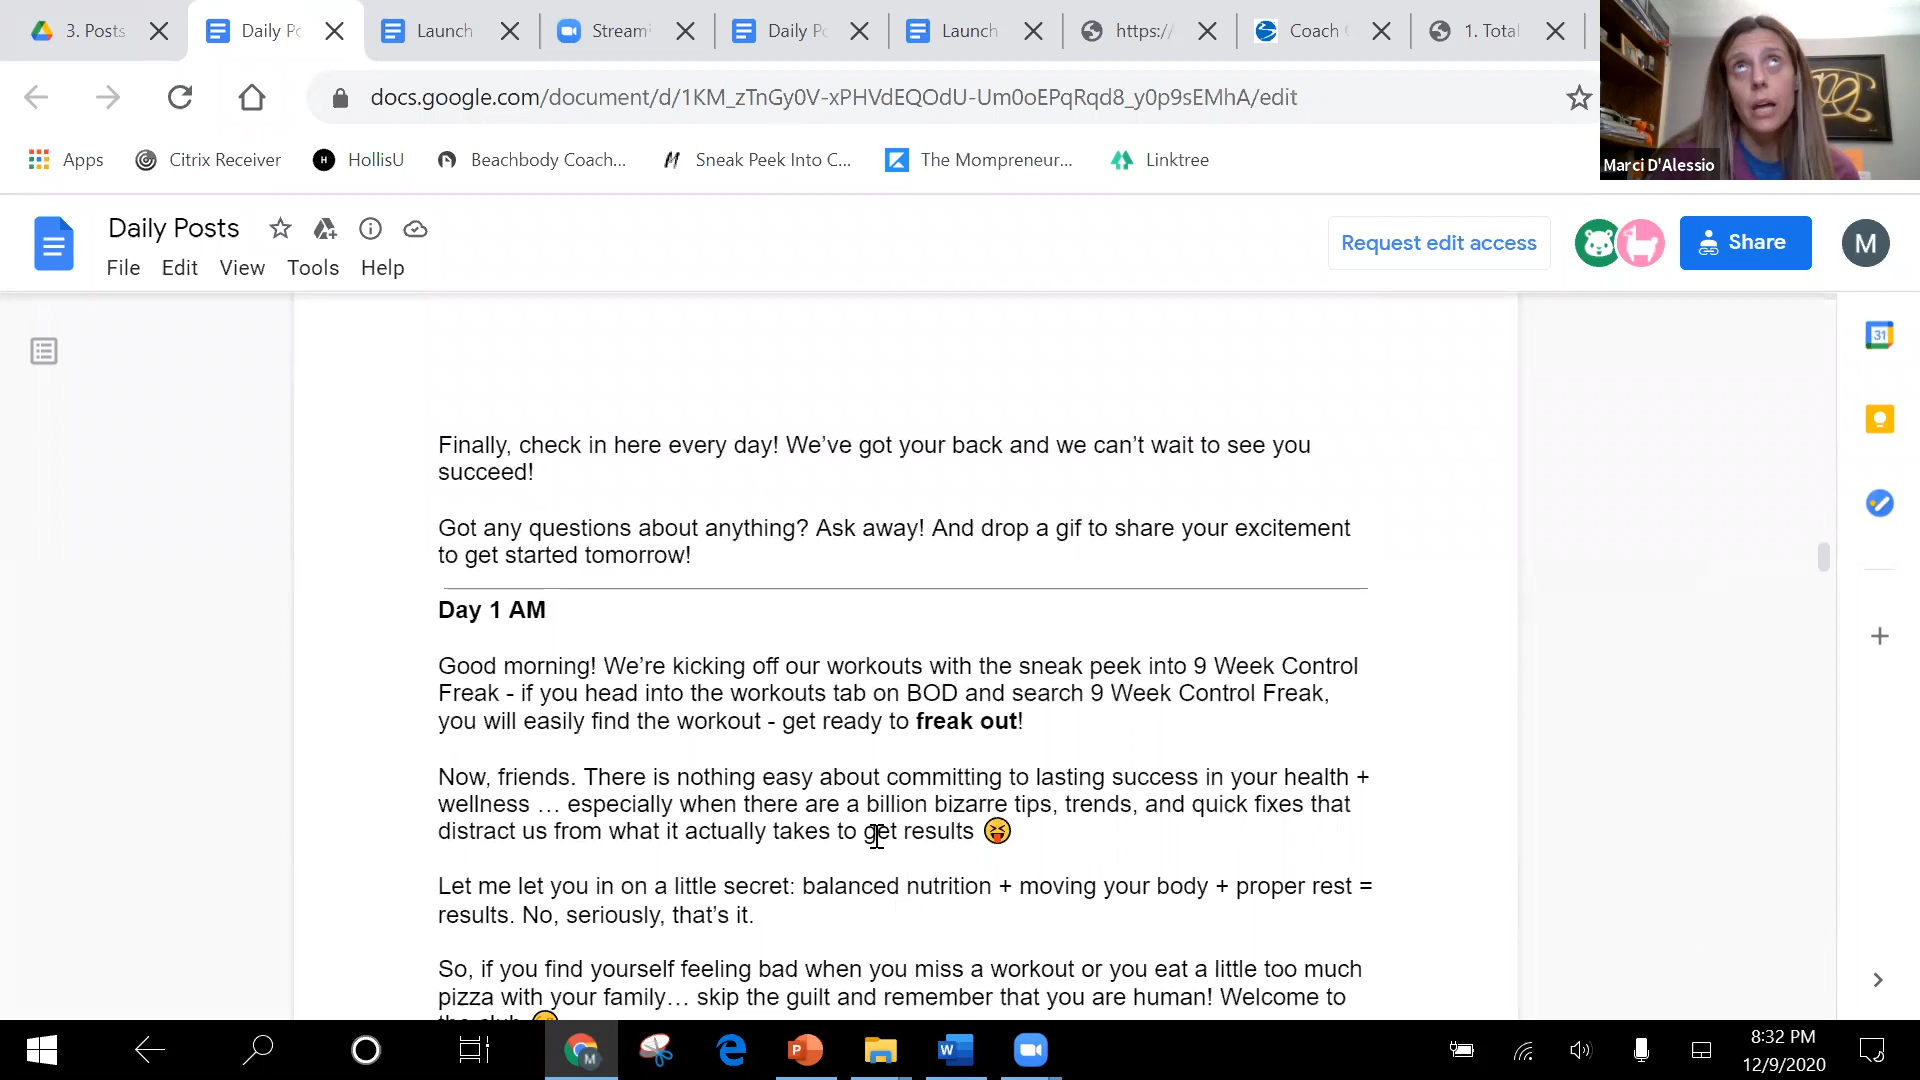 3. Posts
Daily Po
Launch
Stream
Daily Po
Launch
https://
Coach
1. Total
docs.google.com/document/d/1KM_zTnGy0V-xPHVdEQOdU-Um0oEPqRqd8_y0p9sEMhA/edit
Apps
Citrix Receiver
HollisU
Beachbody Coach...
Sneak Peek Into C...
The Mompreneur...
Linktree
Marci D'Alessio
Daily Posts
File Edit View Tools Help
Request edit access
Share
M
31
Finally, check in here every day! We’ve got your back and we can’t wait to see you
succeed!
Got any questions about anything? Ask away! And drop a gif to share your excitement
to get started tomorrow!
Day 1 AM
Good morning! We’re kicking off our workouts with the sneak peek into 9 Week Control
Freak - if you head into the workouts tab on BOD and search 9 Week Control Freak,
you will easily find the workout - get ready to freak out!
Now, friends. There is nothing easy about committing to lasting success in your health +
wellness … especially when there are a billion bizarre tips, trends, and quick fixes that
distract us from what it actually takes to get results 😝
Let me let you in on a little secret: balanced nutrition + moving your body + proper rest =
results. No, seriously, that’s it.
So, if you find yourself feeling bad when you miss a workout or you eat a little too much
pizza with your family… skip the guilt and remember that you are human! Welcome to
8:32 PM
12/9/2020